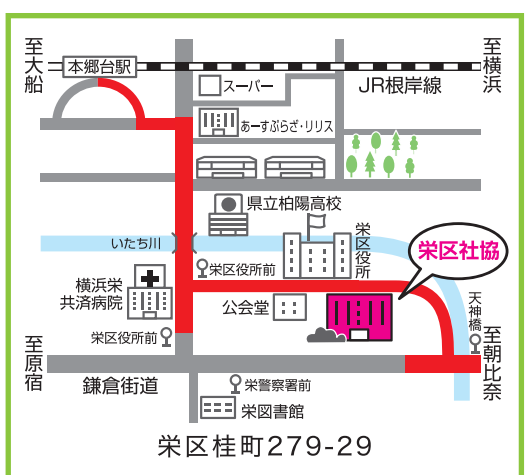 至大船
本郷台駅
JR根岸線
至横浜
スーパー
あーすぷらざ・リリス
県立柏陽高校
いたち川
栄区役所前
栄区役所
栄区社協
横浜栄
共済病院
公会堂
天神橋
栄区役所前
至原宿
鎌倉街道
至朝比奈
栄警察署前
栄図書館
栄区桂町279-29